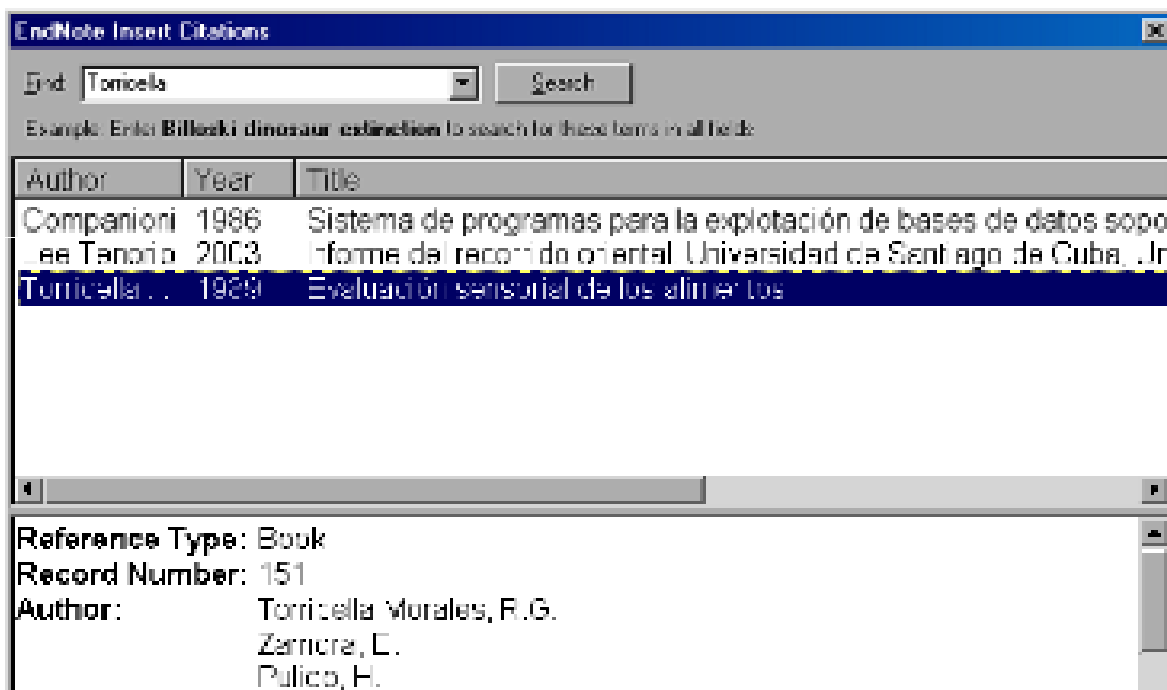 EndNote Insert Citations
Find: Torricella Search
Example: Enter Billoski dinosaur extinction to search for these terms in all fields
Author Year Title
Companioni 1986 Sistema de programas para la explotación de bases de datos sopo
Lee Tenorio 2003 Informe del recorrido oriental. Universidad de Santiago de Cuba, Un
Torricella ... 1989 Evaluación sensorial de los alimentos
Reference Type: Book
Record Number: 151
Author: Torricella Morales, R.G.
Zamora, E.
H.